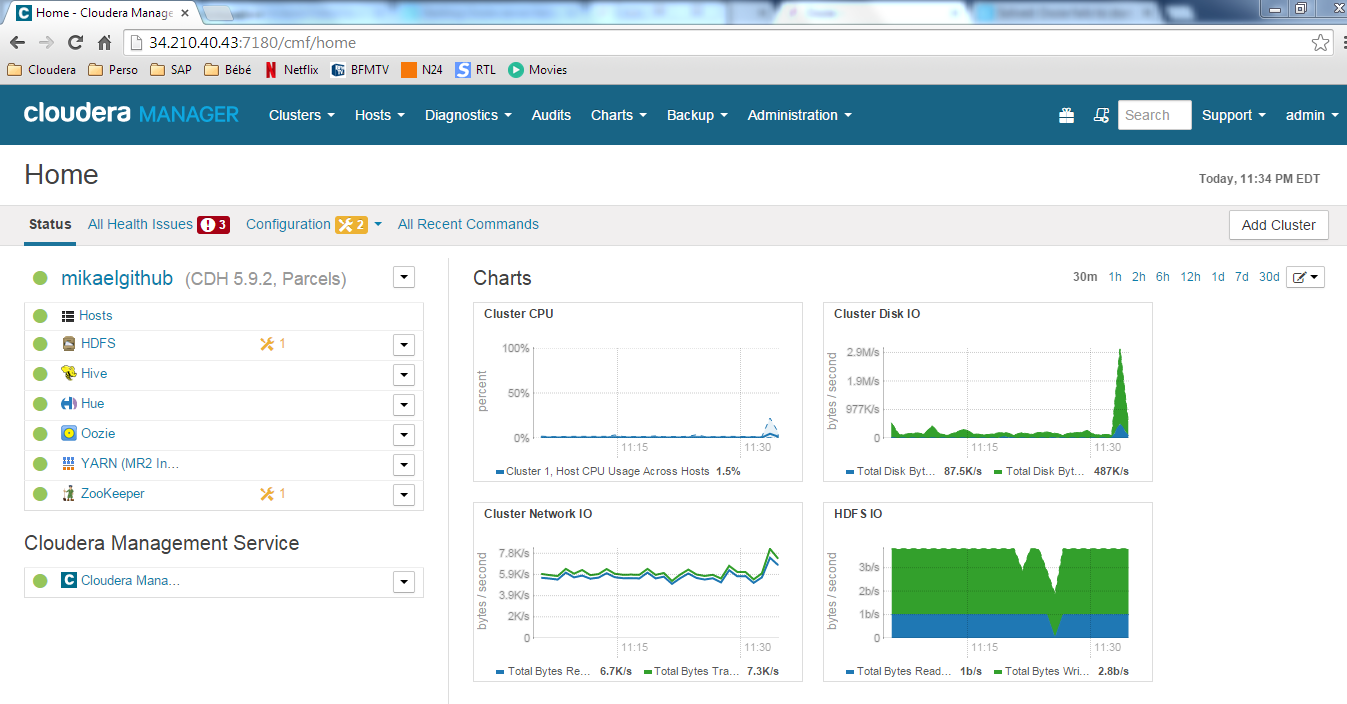 Home - Cloudera Manage
34.210.40.43:7180/cmf/home
Cloudera Perso SAP Bébé Netflix BFMTV N24 RTL Movies
cloudera MANAGER Clusters Hosts Diagnostics Audits Charts Backup Administration Search Support admin
Home
Today, 11:34 PM EDT
Status All Health Issues 3 Configuration 2 All Recent Commands Add Cluster
mikaelgithub (CDH 5.9.2, Parcels)
Hosts
HDFS 1
Hive
Hue
Oozie
YARN (MR2 In...
ZooKeeper 1
Cloudera Management Service
Cloudera Mana...
Charts 30m 1h 2h 6h 12h 1d 7d 30d
Cluster CPU
percent
100%
50%
0%
11:15 11:30
Cluster 1, Host CPU Usage Across Hosts 1.5%
Cluster Disk IO
bytes / second
2.9M/s
1.9M/s
977K/s
0
11:15 11:30
Total Disk Byt... 87.5K/s Total Disk Byt... 487K/s
Cluster Network IO
bytes / second
7.8K/s
5.9K/s
3.9K/s
2K/s
0
11:15 11:30
Total Bytes Re... 6.7K/s Total Bytes Tra... 7.3K/s
HDFS IO
bytes / second
3b/s
2b/s
1b/s
0
11:15 11:30
Total Bytes Read... 1b/s Total Bytes Wri... 2.8b/s